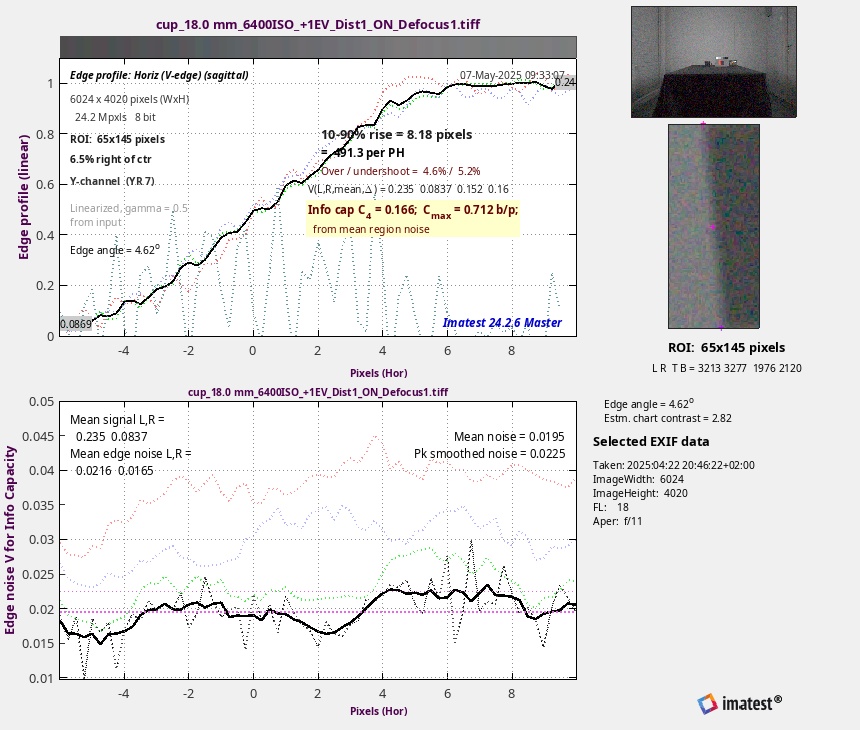 cup_18.0 mm_6400ISO_+1EV_Dist1_ON_Defocus1.tiff
Edge profile: Horiz (V-edge) (sagittal)
07-May-2025 09:33:07
0.24
6024 x 4020 pixels (WxH)
24.2 Mpxls 8 bit
ROI: 65x145 pixels
6.5% right of ctr
Y-channel (YR 7)
Linearized, gamma = 0.5
from input
Edge angle = 4.62o
10-90% rise = 8.18 pixels
= 491.3 per PH
Over / undershoot = 4.6% / 5.2%
V(L,R,mean,Δ) = 0.235 0.0837 0.152 0.16
Info cap C4 = 0.166; Cmax = 0.712 b/p;
from mean region noise
0.0869
Imatest 24.2.6 Master
Edge profile (linear)
1
0.8
0.6
0.4
0.2
0
-4 -2 0 2 4 6 8
Pixels (Hor)
cup_18.0 mm_6400ISO_+1EV_Dist1_ON_Defocus1.tiff
Mean signal L,R =
0.235 0.0837
Mean edge noise L,R =
0.0216 0.0165
Mean noise = 0.0195
Pk smoothed noise = 0.0225
Edge noise V for Info Capacity
0.05
0.045
0.04
0.035
0.03
0.025
0.02
0.015
0.01
-4 -2 0 2 4 6 8
Pixels (Hor)
ROI: 65x145 pixels
L R T B = 3213 3277 1976 2120
Edge angle = 4.62o
Estm. chart contrast = 2.82
Selected EXIF data
Taken: 2025:04:22 20:46:22+02:00
ImageWidth: 6024
ImageHeight: 4020
FL: 18
Aper: f/11
imatest®